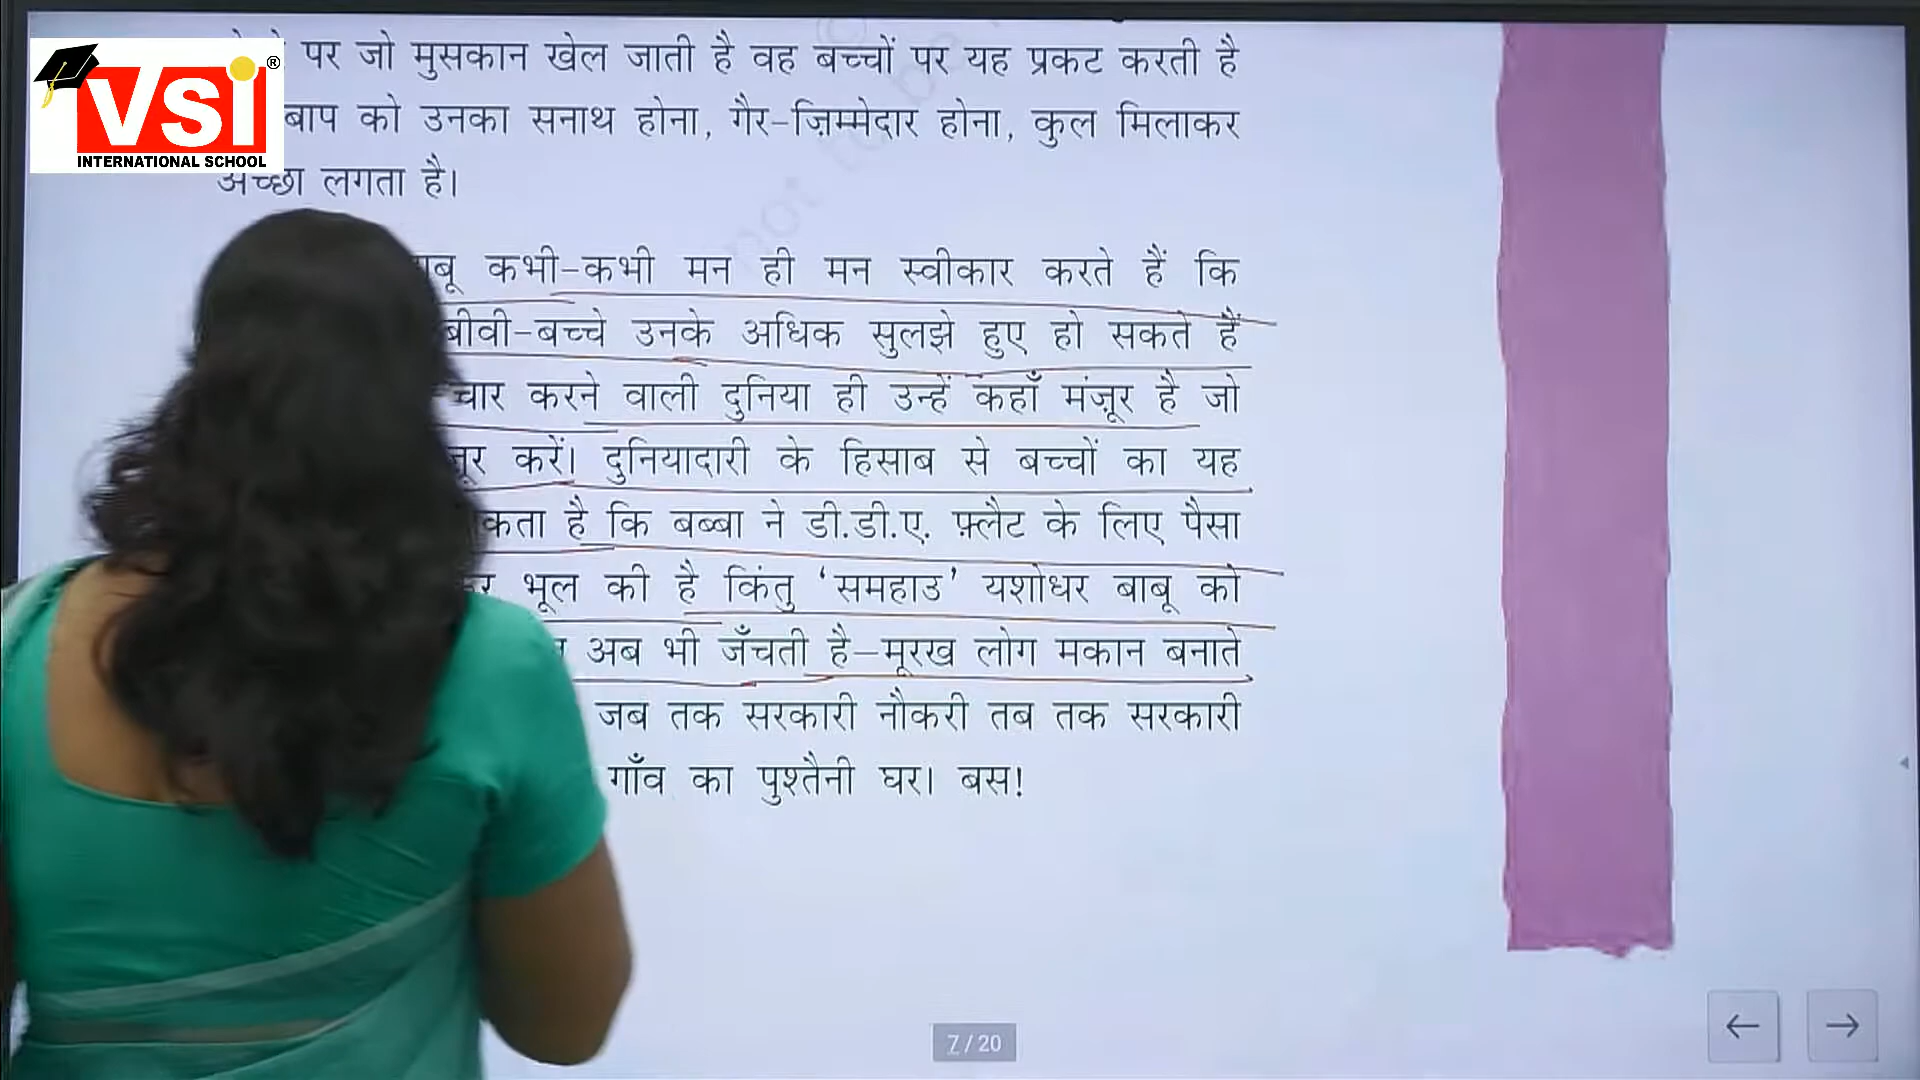 VSI
®
INTERNATIONAL SCHOOL
पर जो मुसकान खेल जाती है वह बच्चों पर यह प्रकट करती है
बाप को उनका सनाथ होना, गैर-ज़िम्मेदार होना, कुल मिलाकर
अच्छा लगता है।
कभी-कभी मन ही मन स्वीकार करते हैं कि
बीवी-बच्चे उनके अधिक सुलझे हुए हो सकते हैं
चार करने वाली दुनिया ही उन्हें कहाँ मंज़ूर है जो
करें। दुनियादारी के हिसाब से बच्चों का यह
कता है कि बब्बा ने डी.डी.ए. फ़्लैट के लिए पैसा
भूल की है किंतु ‘समहाउ’ यशोधर बाबू को
अब भी जँचती है—मूरख लोग मकान बनाते
जब तक सरकारी नौकरी तब तक सरकारी
गाँव का पुश्तैनी घर। बस!
7 / 20